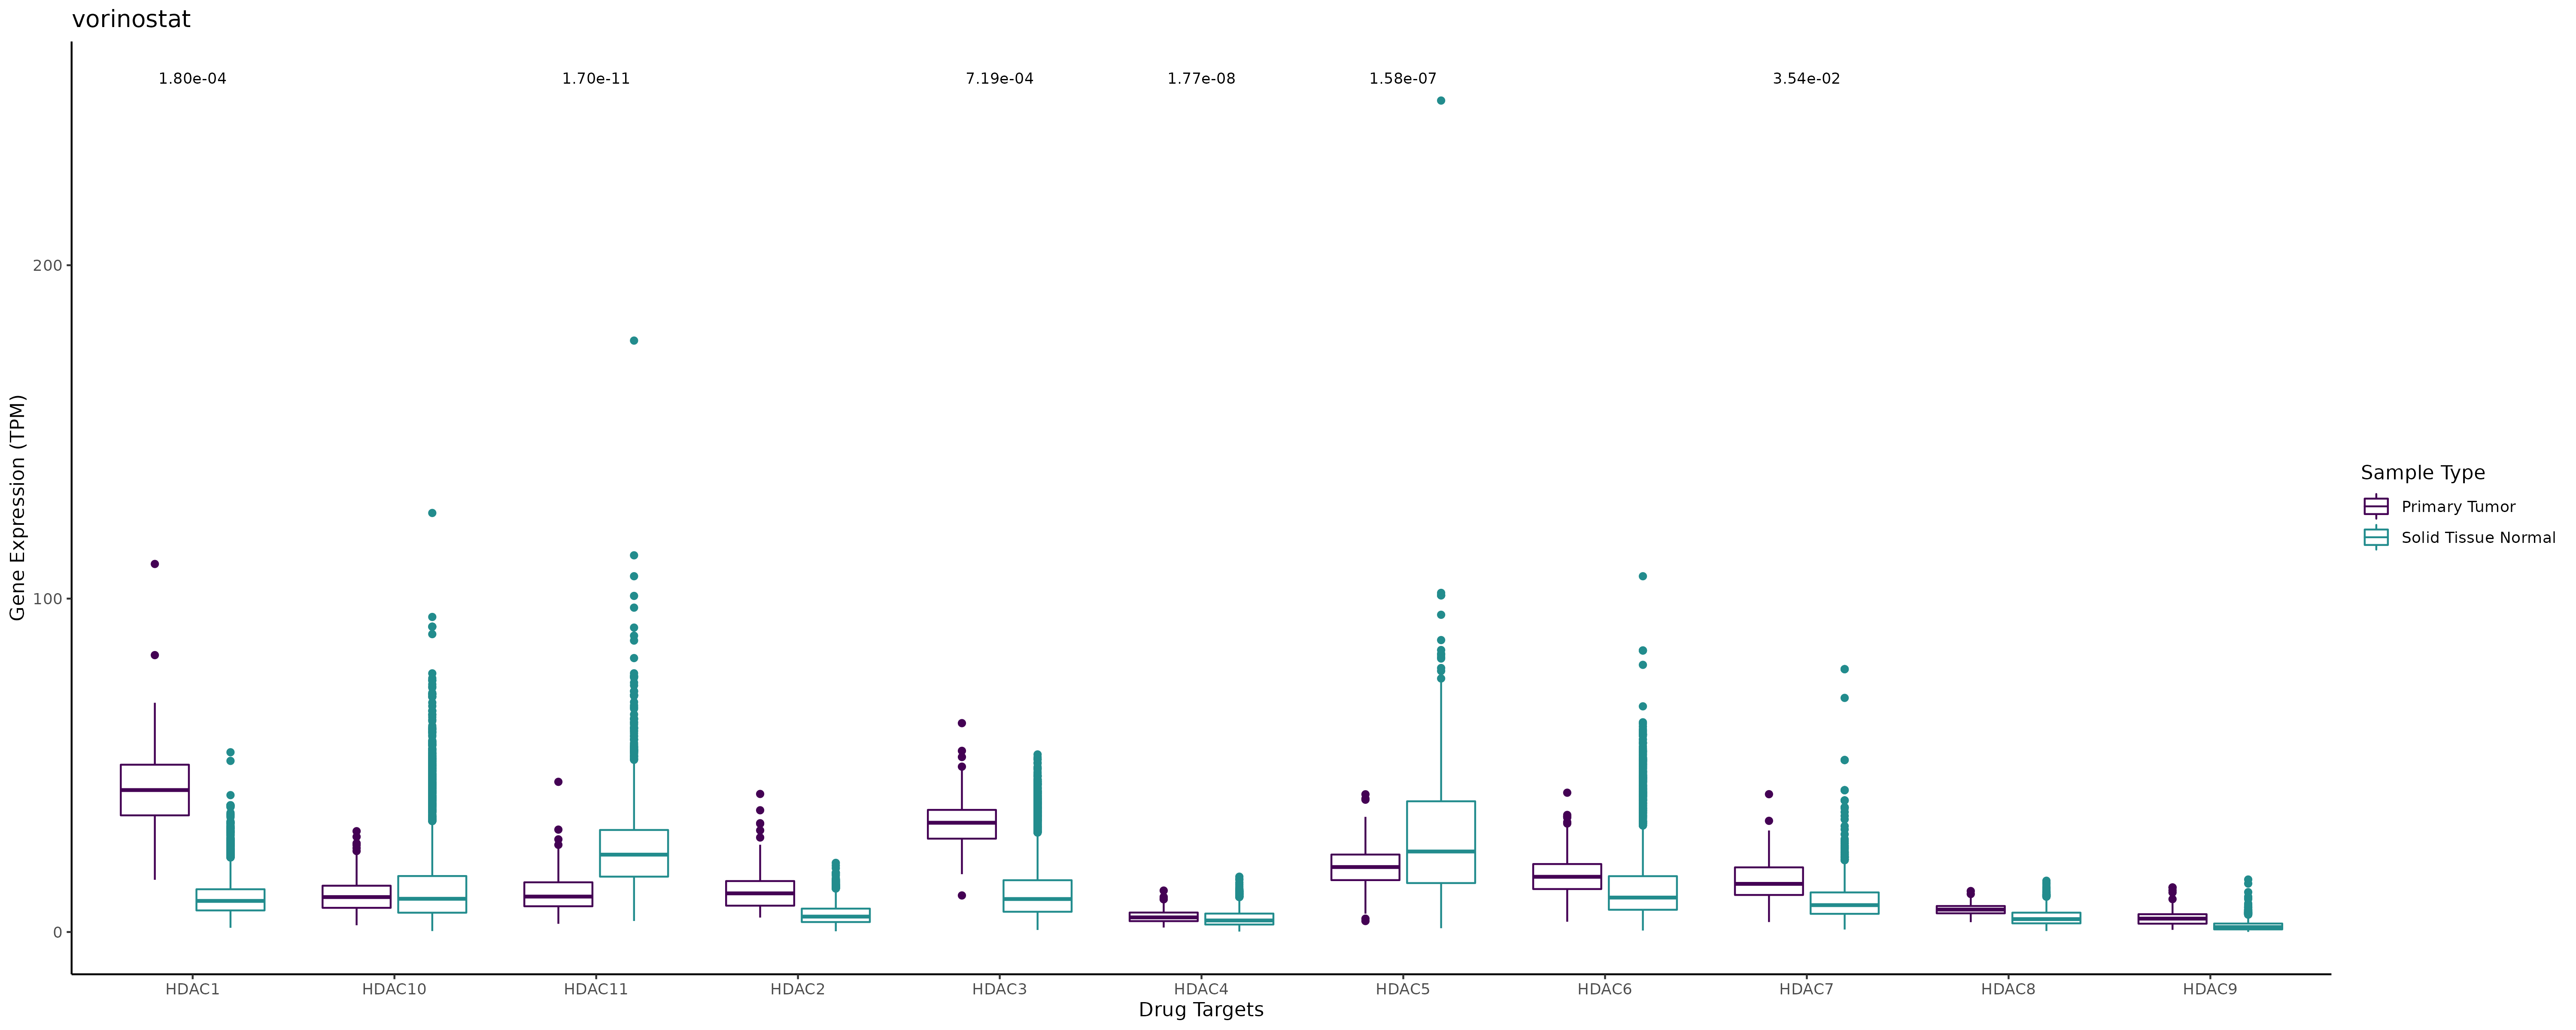 vorinostat
1.80e-04
1.70e-11
7.19e-04
1.77e-08
1.58e-07
3.54e-02
Gene Expression (TPM)
200
100
0
HDAC1
HDAC10
HDAC11
HDAC2
HDAC3
HDAC4
HDAC5
HDAC6
HDAC7
HDAC8
HDAC9
Drug Targets
Sample Type
Primary Tumor
Solid Tissue Normal